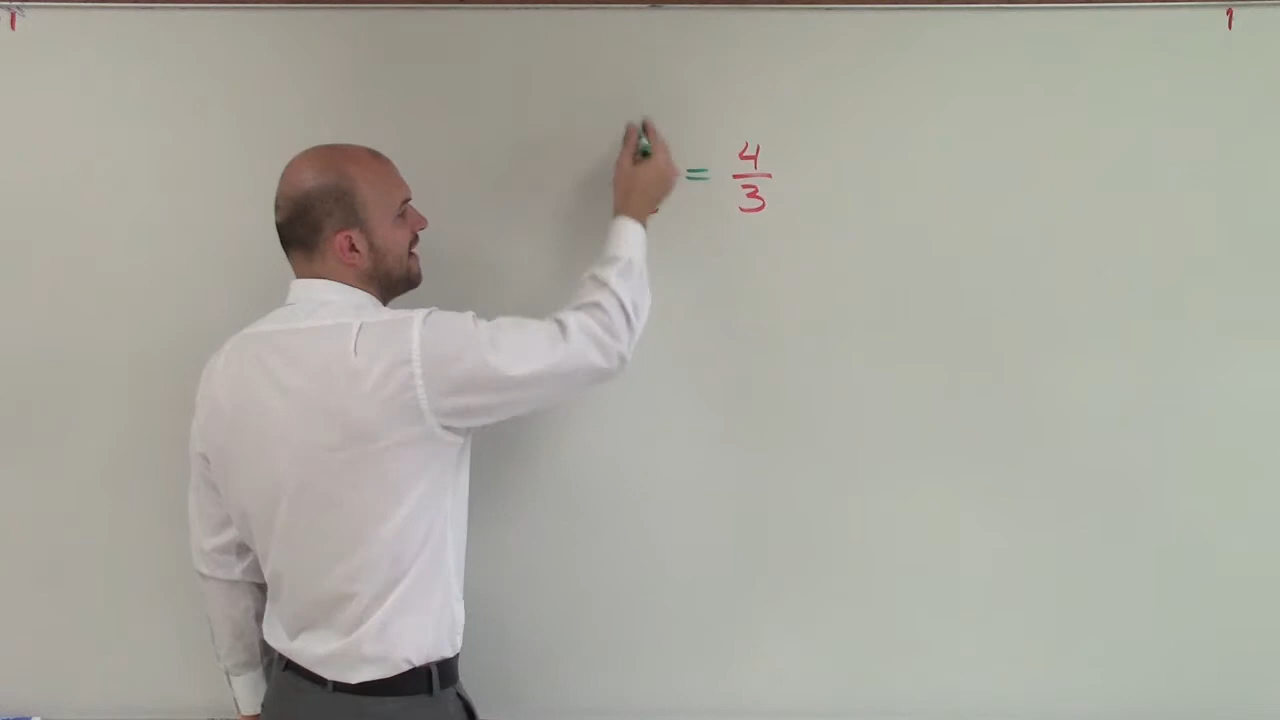 = 4/3